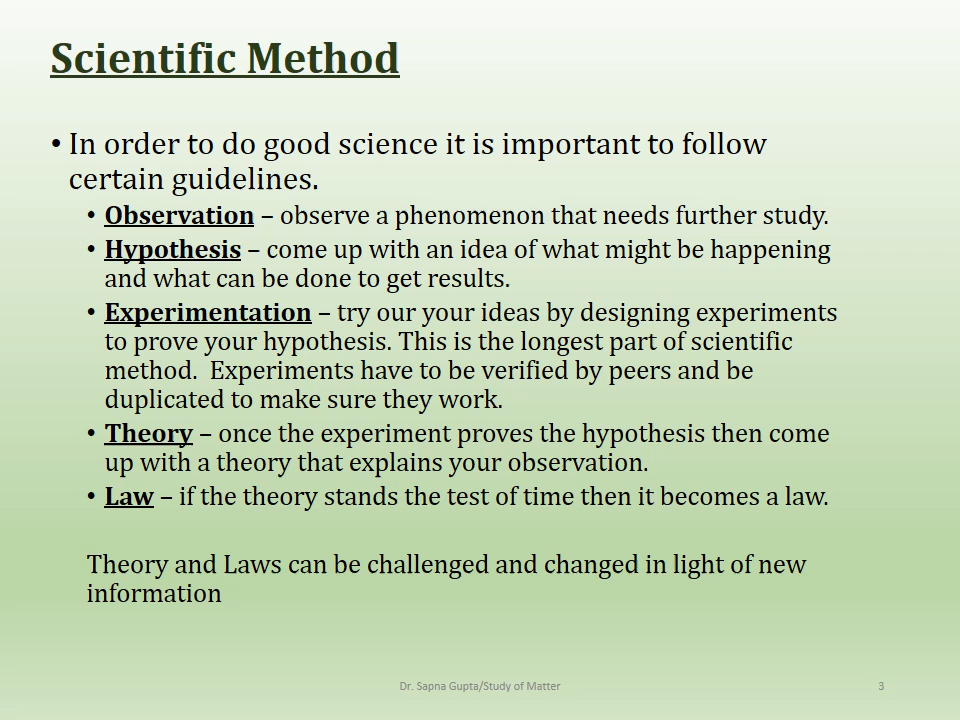 Scientific Method
• In order to do good science it is important to follow
certain guidelines.
• Observation – observe a phenomenon that needs further study.
• Hypothesis – come up with an idea of what might be happening
and what can be done to get results.
• Experimentation – try our your ideas by designing experiments
to prove your hypothesis. This is the longest part of scientific
method.  Experiments have to be verified by peers and be
duplicated to make sure they work.
• Theory – once the experiment proves the hypothesis then come
up with a theory that explains your observation.
• Law – if the theory stands the test of time then it becomes a law.
Theory and Laws can be challenged and changed in light of new
information
Dr. Sapna Gupta/Study of Matter
3